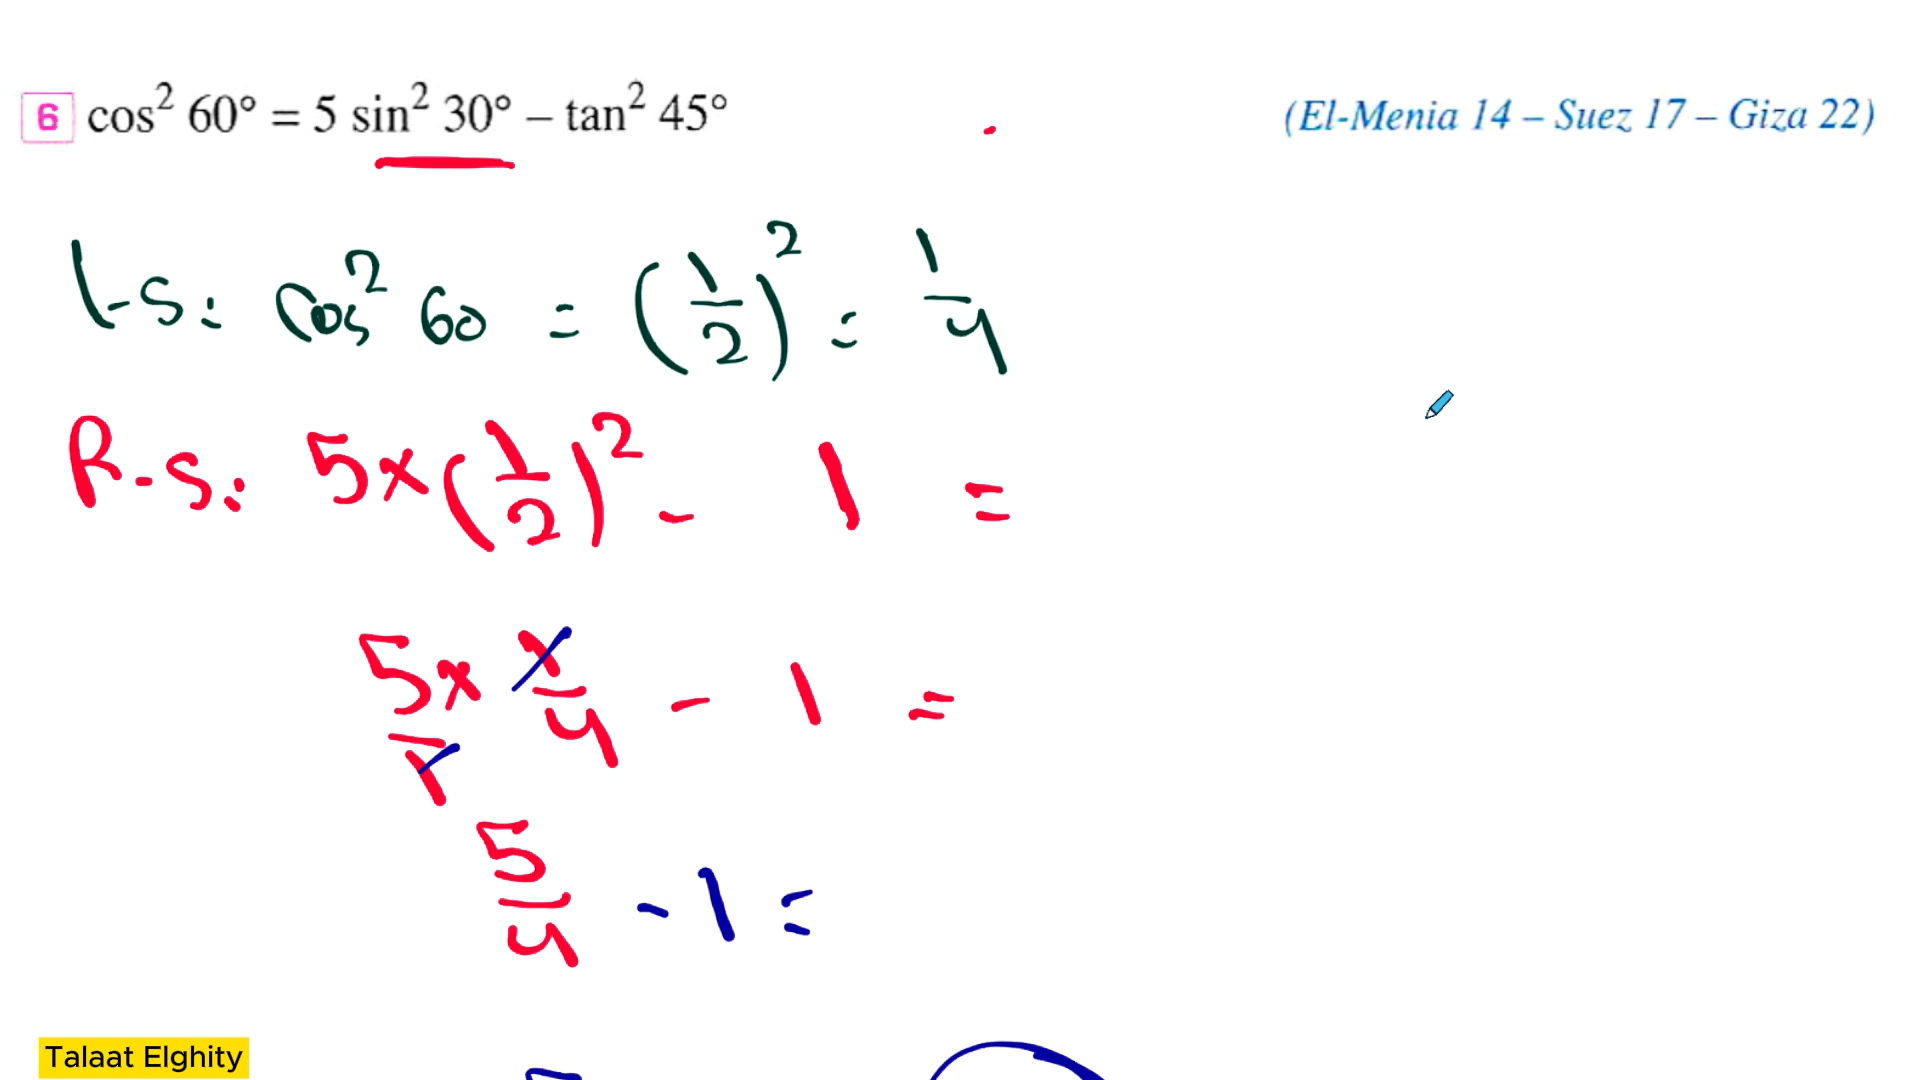 6 cos² 60° = 5 sin² 30° – tan² 45° (El-Menia 14 – Suez 17 – Giza 22)
L-S: cos² 60 = (1/2)² = 1/4
R-S: 5×(1/2)² - 1 =
5/1 × 1/4 - 1 =
5/4 - 1 =
Talaat Elghity